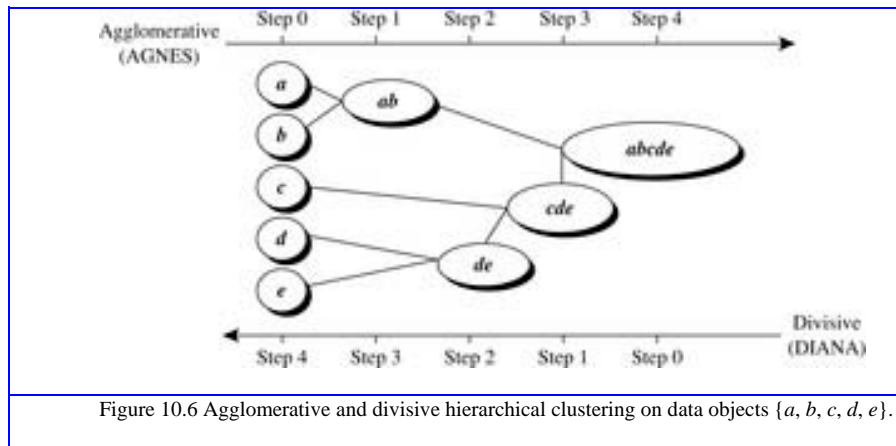 Step 0 Step 1 Step 2 Step 3 Step 4
Agglomerative
(AGNES)
a
ab
b
abcde
c
cde
d
de
e
Divisive
(DIANA)
Step 4 Step 3 Step 2 Step 1 Step 0
Figure 10.6 Agglomerative and divisive hierarchical clustering on data objects {a, b, c, d, e}.